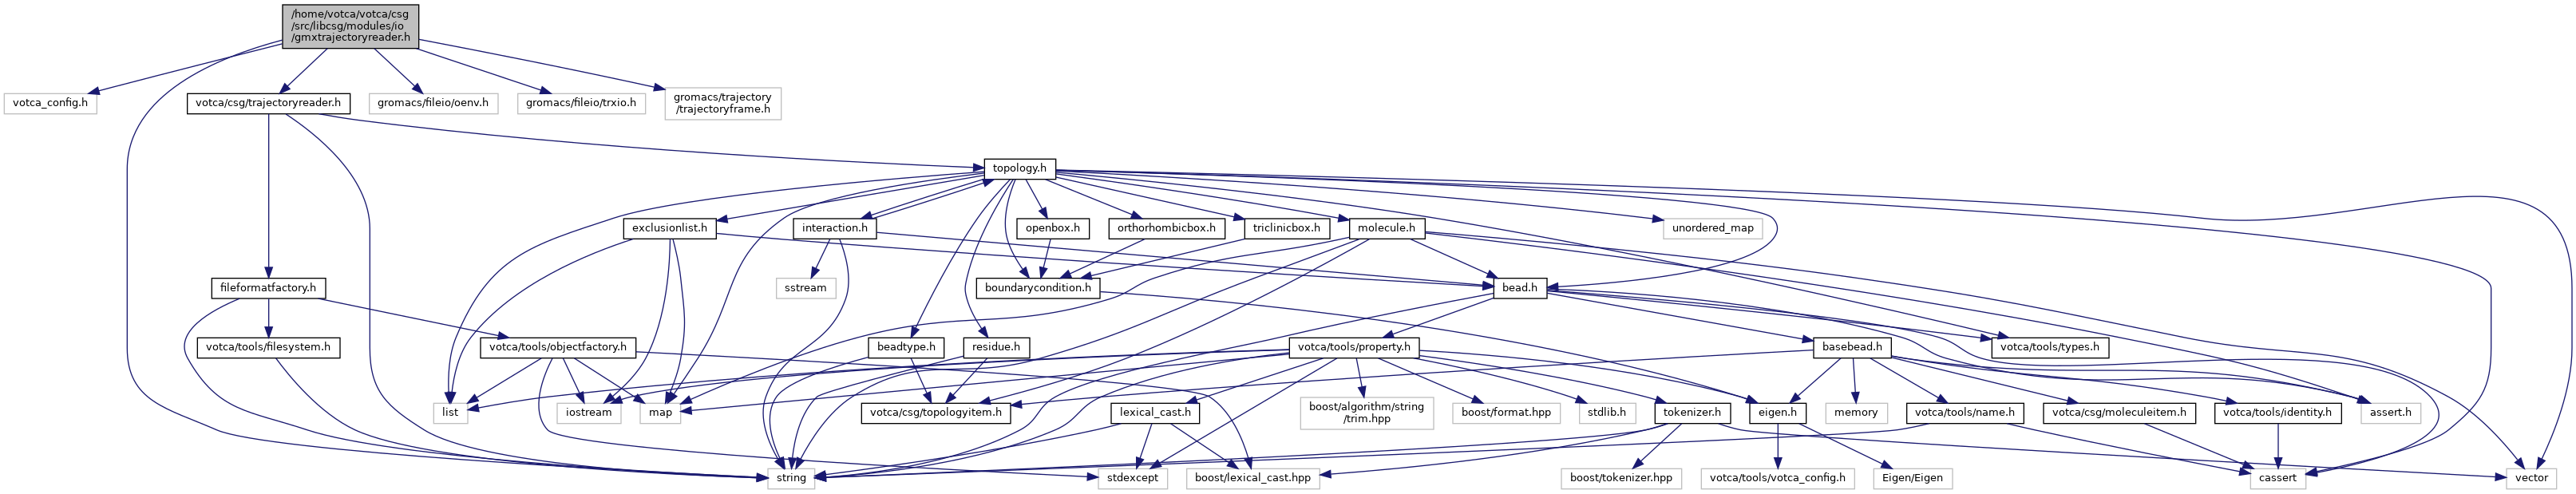 /home/votca/votca/csg
/src/libcsg/modules/io
/gmxtrajectoryreader.h
votca_config.h
votca/csg/trajectoryreader.h
gromacs/fileio/oenv.h
gromacs/fileio/trxio.h
gromacs/trajectory
/trajectoryframe.h
topology.h
exclusionlist.h
interaction.h
openbox.h
orthorhombicbox.h
triclinicbox.h
molecule.h
unordered_map
fileformatfactory.h
sstream
boundarycondition.h
bead.h
votca/tools/filesystem.h
votca/tools/objectfactory.h
beadtype.h
residue.h
votca/tools/property.h
basebead.h
votca/tools/types.h
list
iostream
map
votca/csg/topologyitem.h
lexical_cast.h
boost/algorithm/string
/trim.hpp
boost/format.hpp
stdlib.h
tokenizer.h
eigen.h
memory
votca/tools/name.h
votca/csg/moleculeitem.h
votca/tools/identity.h
assert.h
string
stdexcept
boost/lexical_cast.hpp
boost/tokenizer.hpp
votca/tools/votca_config.h
Eigen/Eigen
cassert
vector